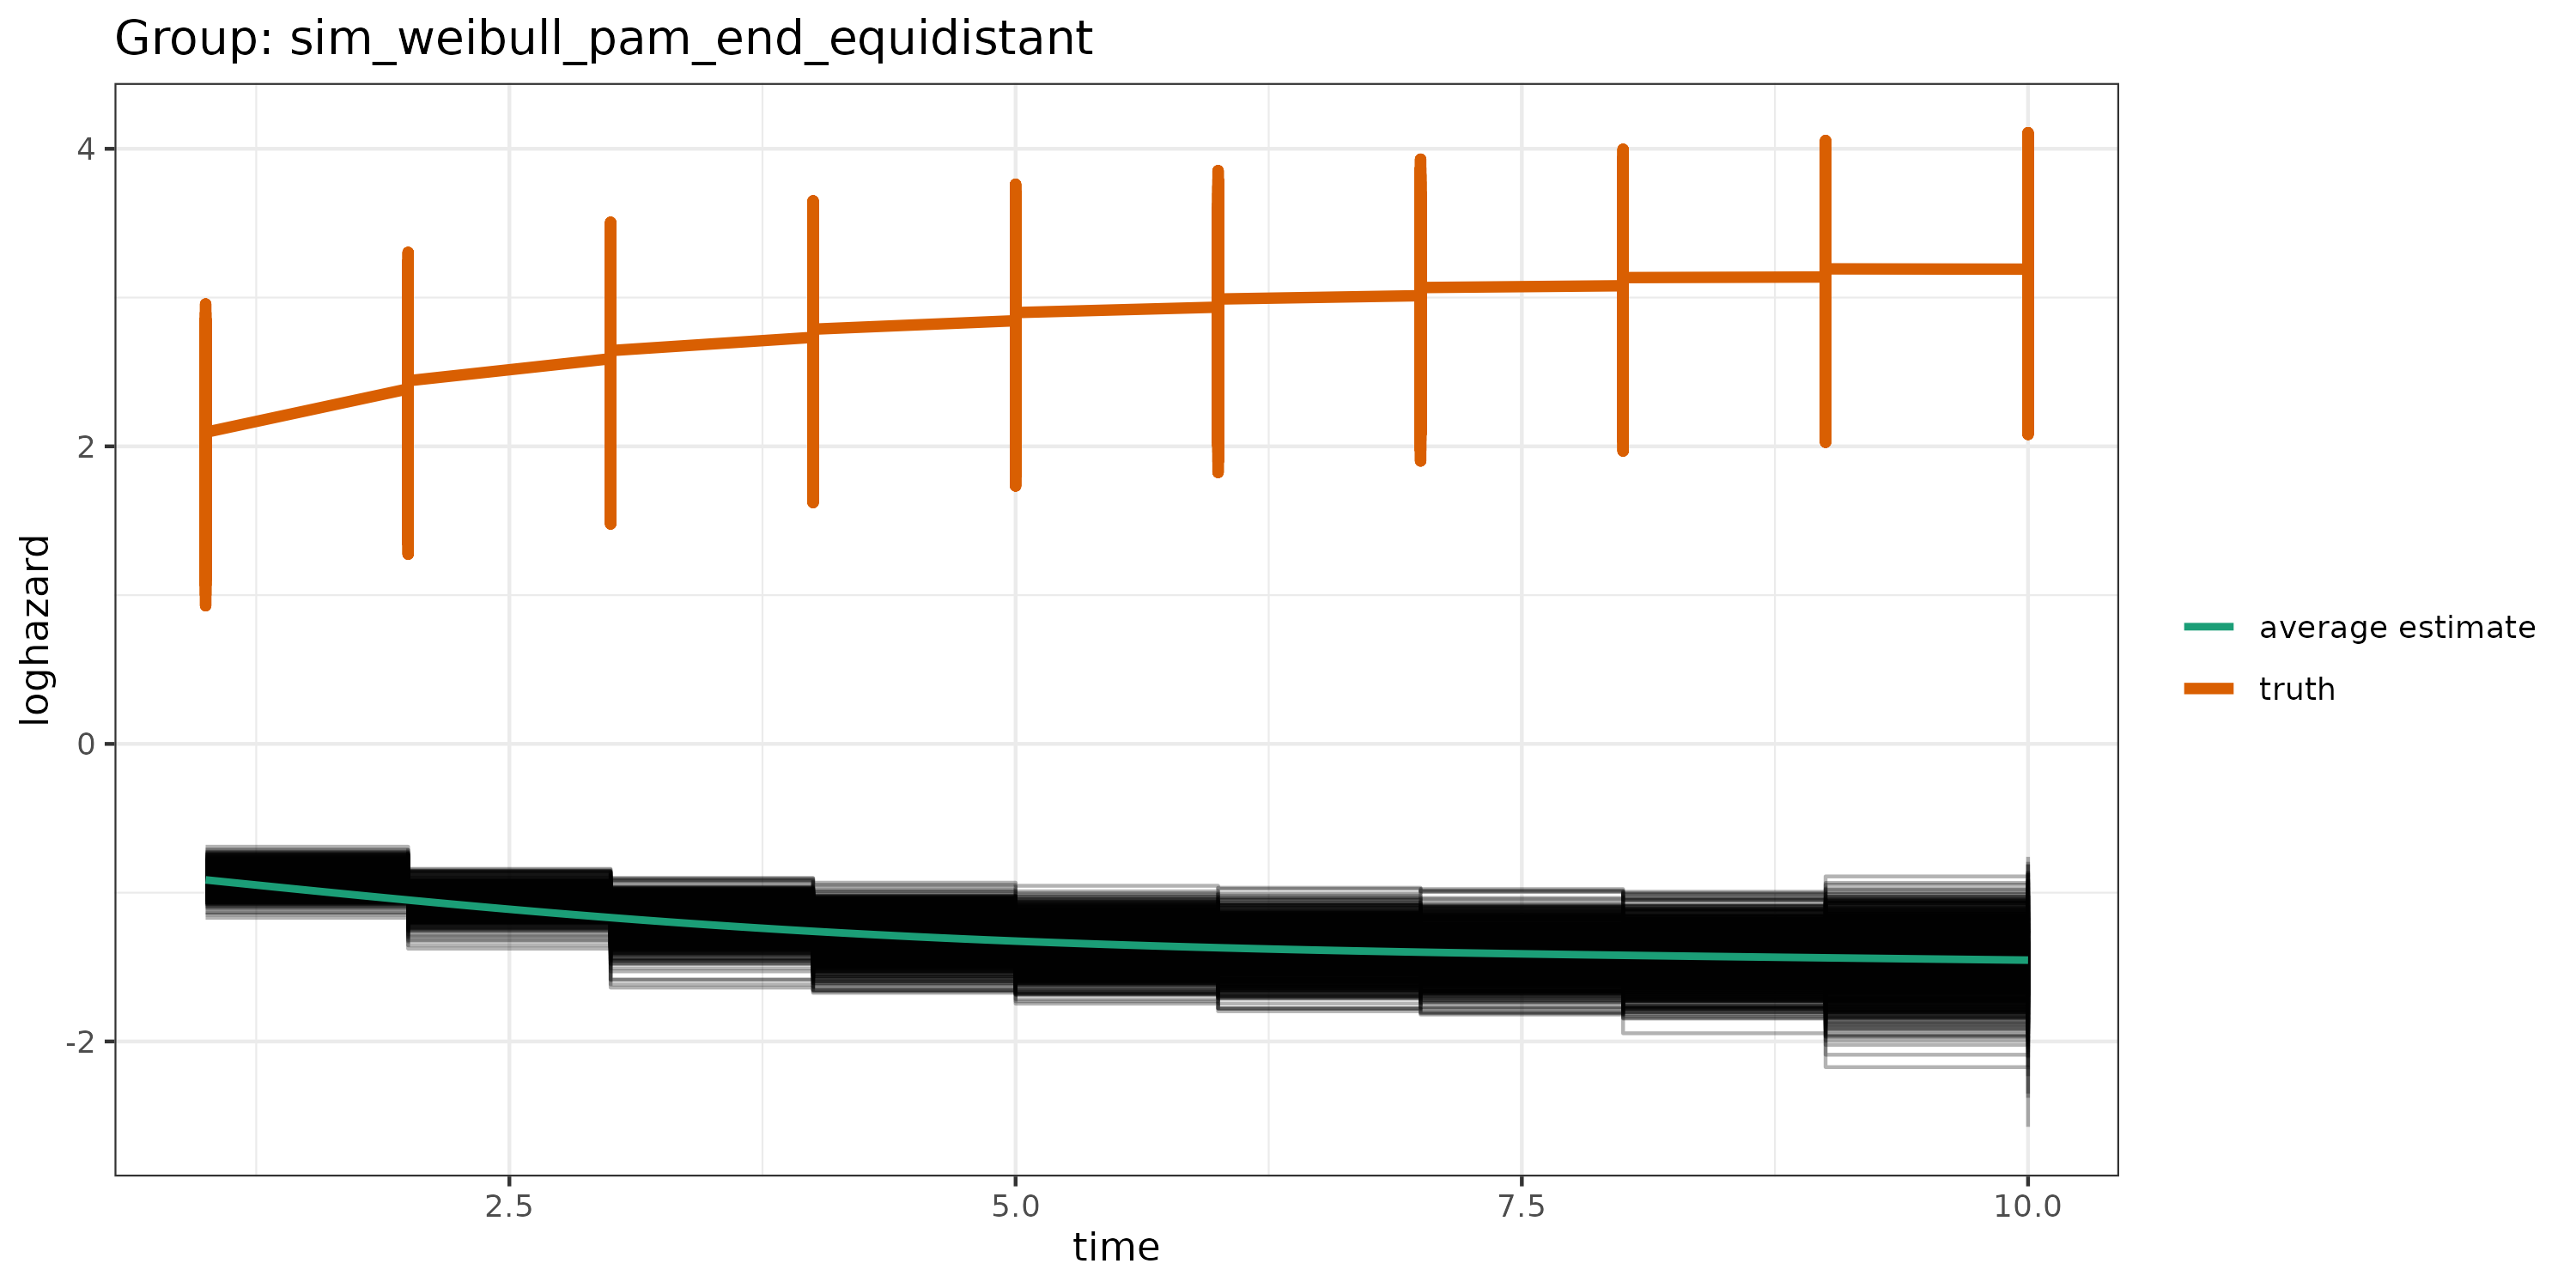 Group: sim_weibull_pam_end_equidistant
4
2
0
-2
loghazard
2.5
5.0
7.5
10.0
time
average estimate
truth